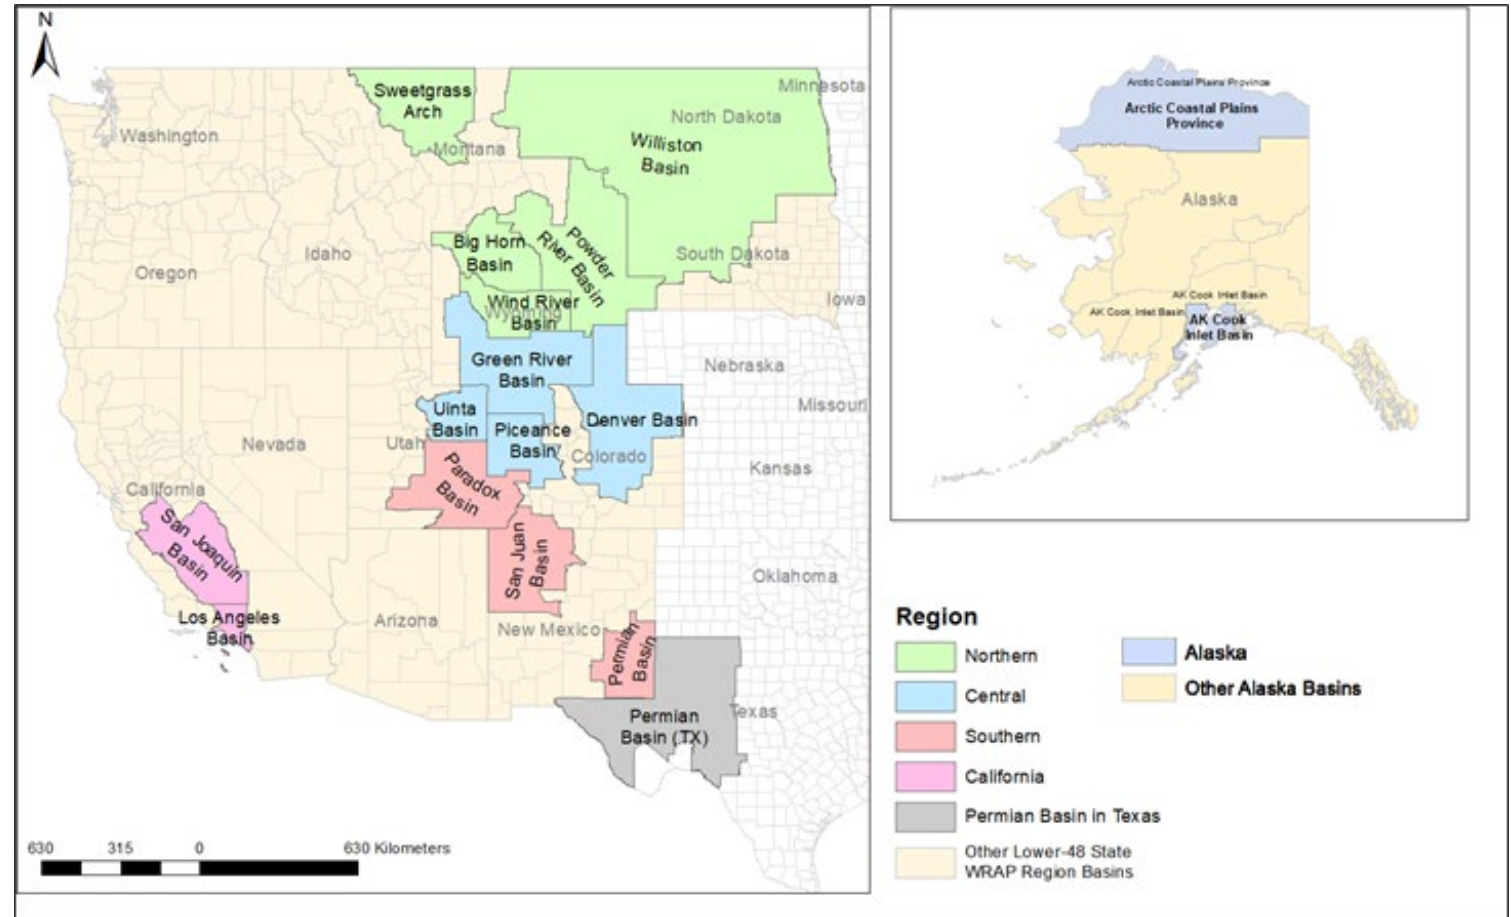 N
Sweetgrass
Arch
Minnesota
North Dakota
Washington
Montana
Williston
Basin
Big Horn
Basin
Powder
River Basin
South Dakota
Idaho
Oregon
Wind River
Basin
Wyoming
Iowa
Green River
Basin
Nebraska
Uinta
Basin
Denver Basin
Missouri
Nevada
Utah
Piceance
Basin
Colorado
Kansas
Paradox
Basin
California
San Joaquin
Basin
San Juan
Basin
Oklahoma
Los Angeles
Basin
Arizona
New Mexico
Permian
Basin
Texas
Permian
Basin (TX)
630 315 0 630 Kilometers
Arctic Coastal Plains Province
Arctic Coastal Plains
Province
Alaska
AK Cook Inlet Basin
AK Cook Inlet Basin
AK Cook
Inlet Basin
Region
Northern
Central
Southern
California
Permian Basin in Texas
Other Lower-48 State
WRAP Region Basins
Alaska
Other Alaska Basins